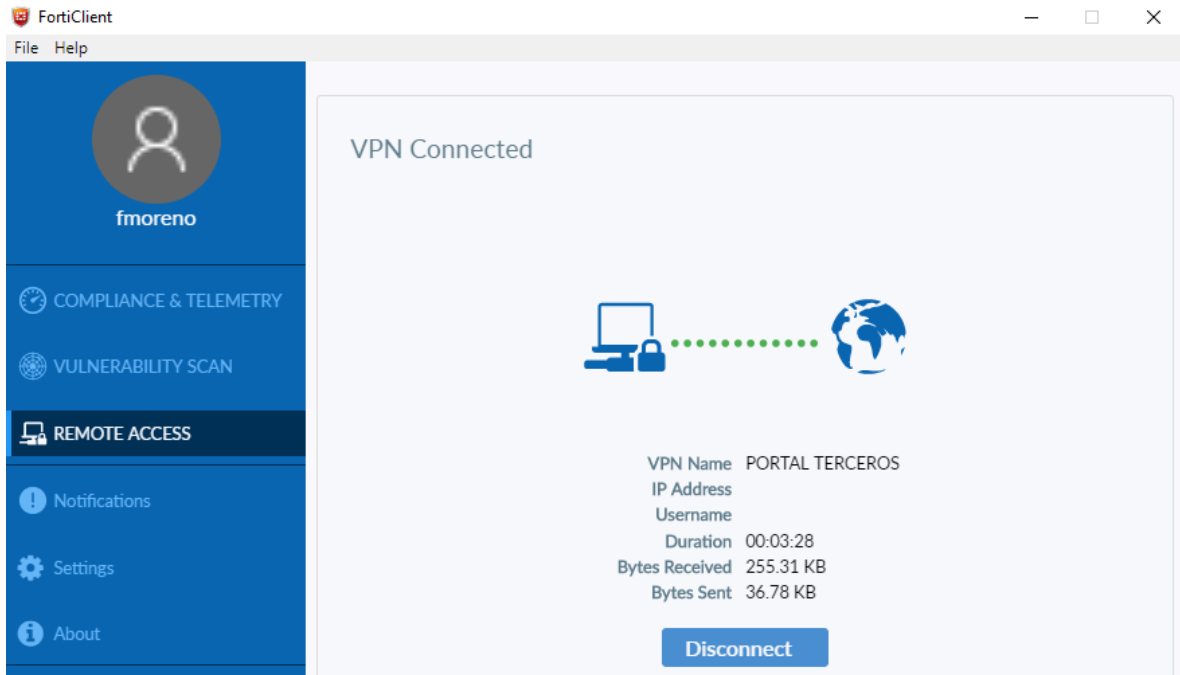 FortiClient
File Help
fmoreno
COMPLIANCE & TELEMETRY
VULNERABILITY SCAN
REMOTE ACCESS
Notifications
Settings
About
VPN Connected
VPN Name PORTAL TERCEROS
IP Address
Username
Duration 00:03:28
Bytes Received 255.31 KB
Bytes Sent 36.78 KB
Disconnect